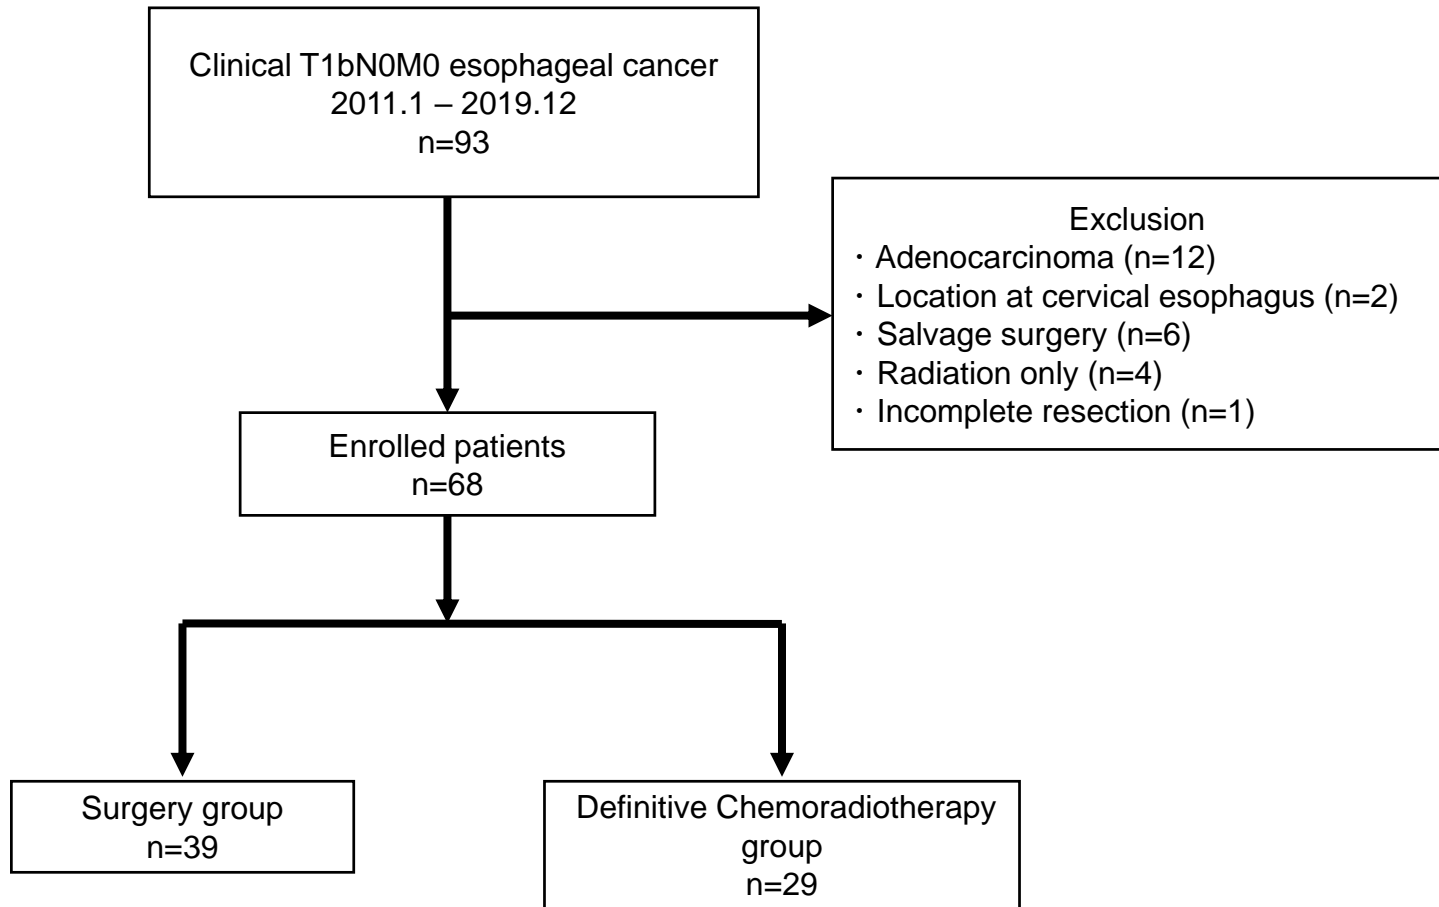 Clinical T1bN0M0 esophageal cancer
2011.1 – 2019.12
n=93
Exclusion
・Adenocarcinoma (n=12)
・Location at cervical esophagus (n=2)
・Salvage surgery (n=6)
・Radiation only (n=4)
・Incomplete resection (n=1)
Enrolled patients
n=68
Surgery group
n=39
Definitive Chemoradiotherapy
group
n=29